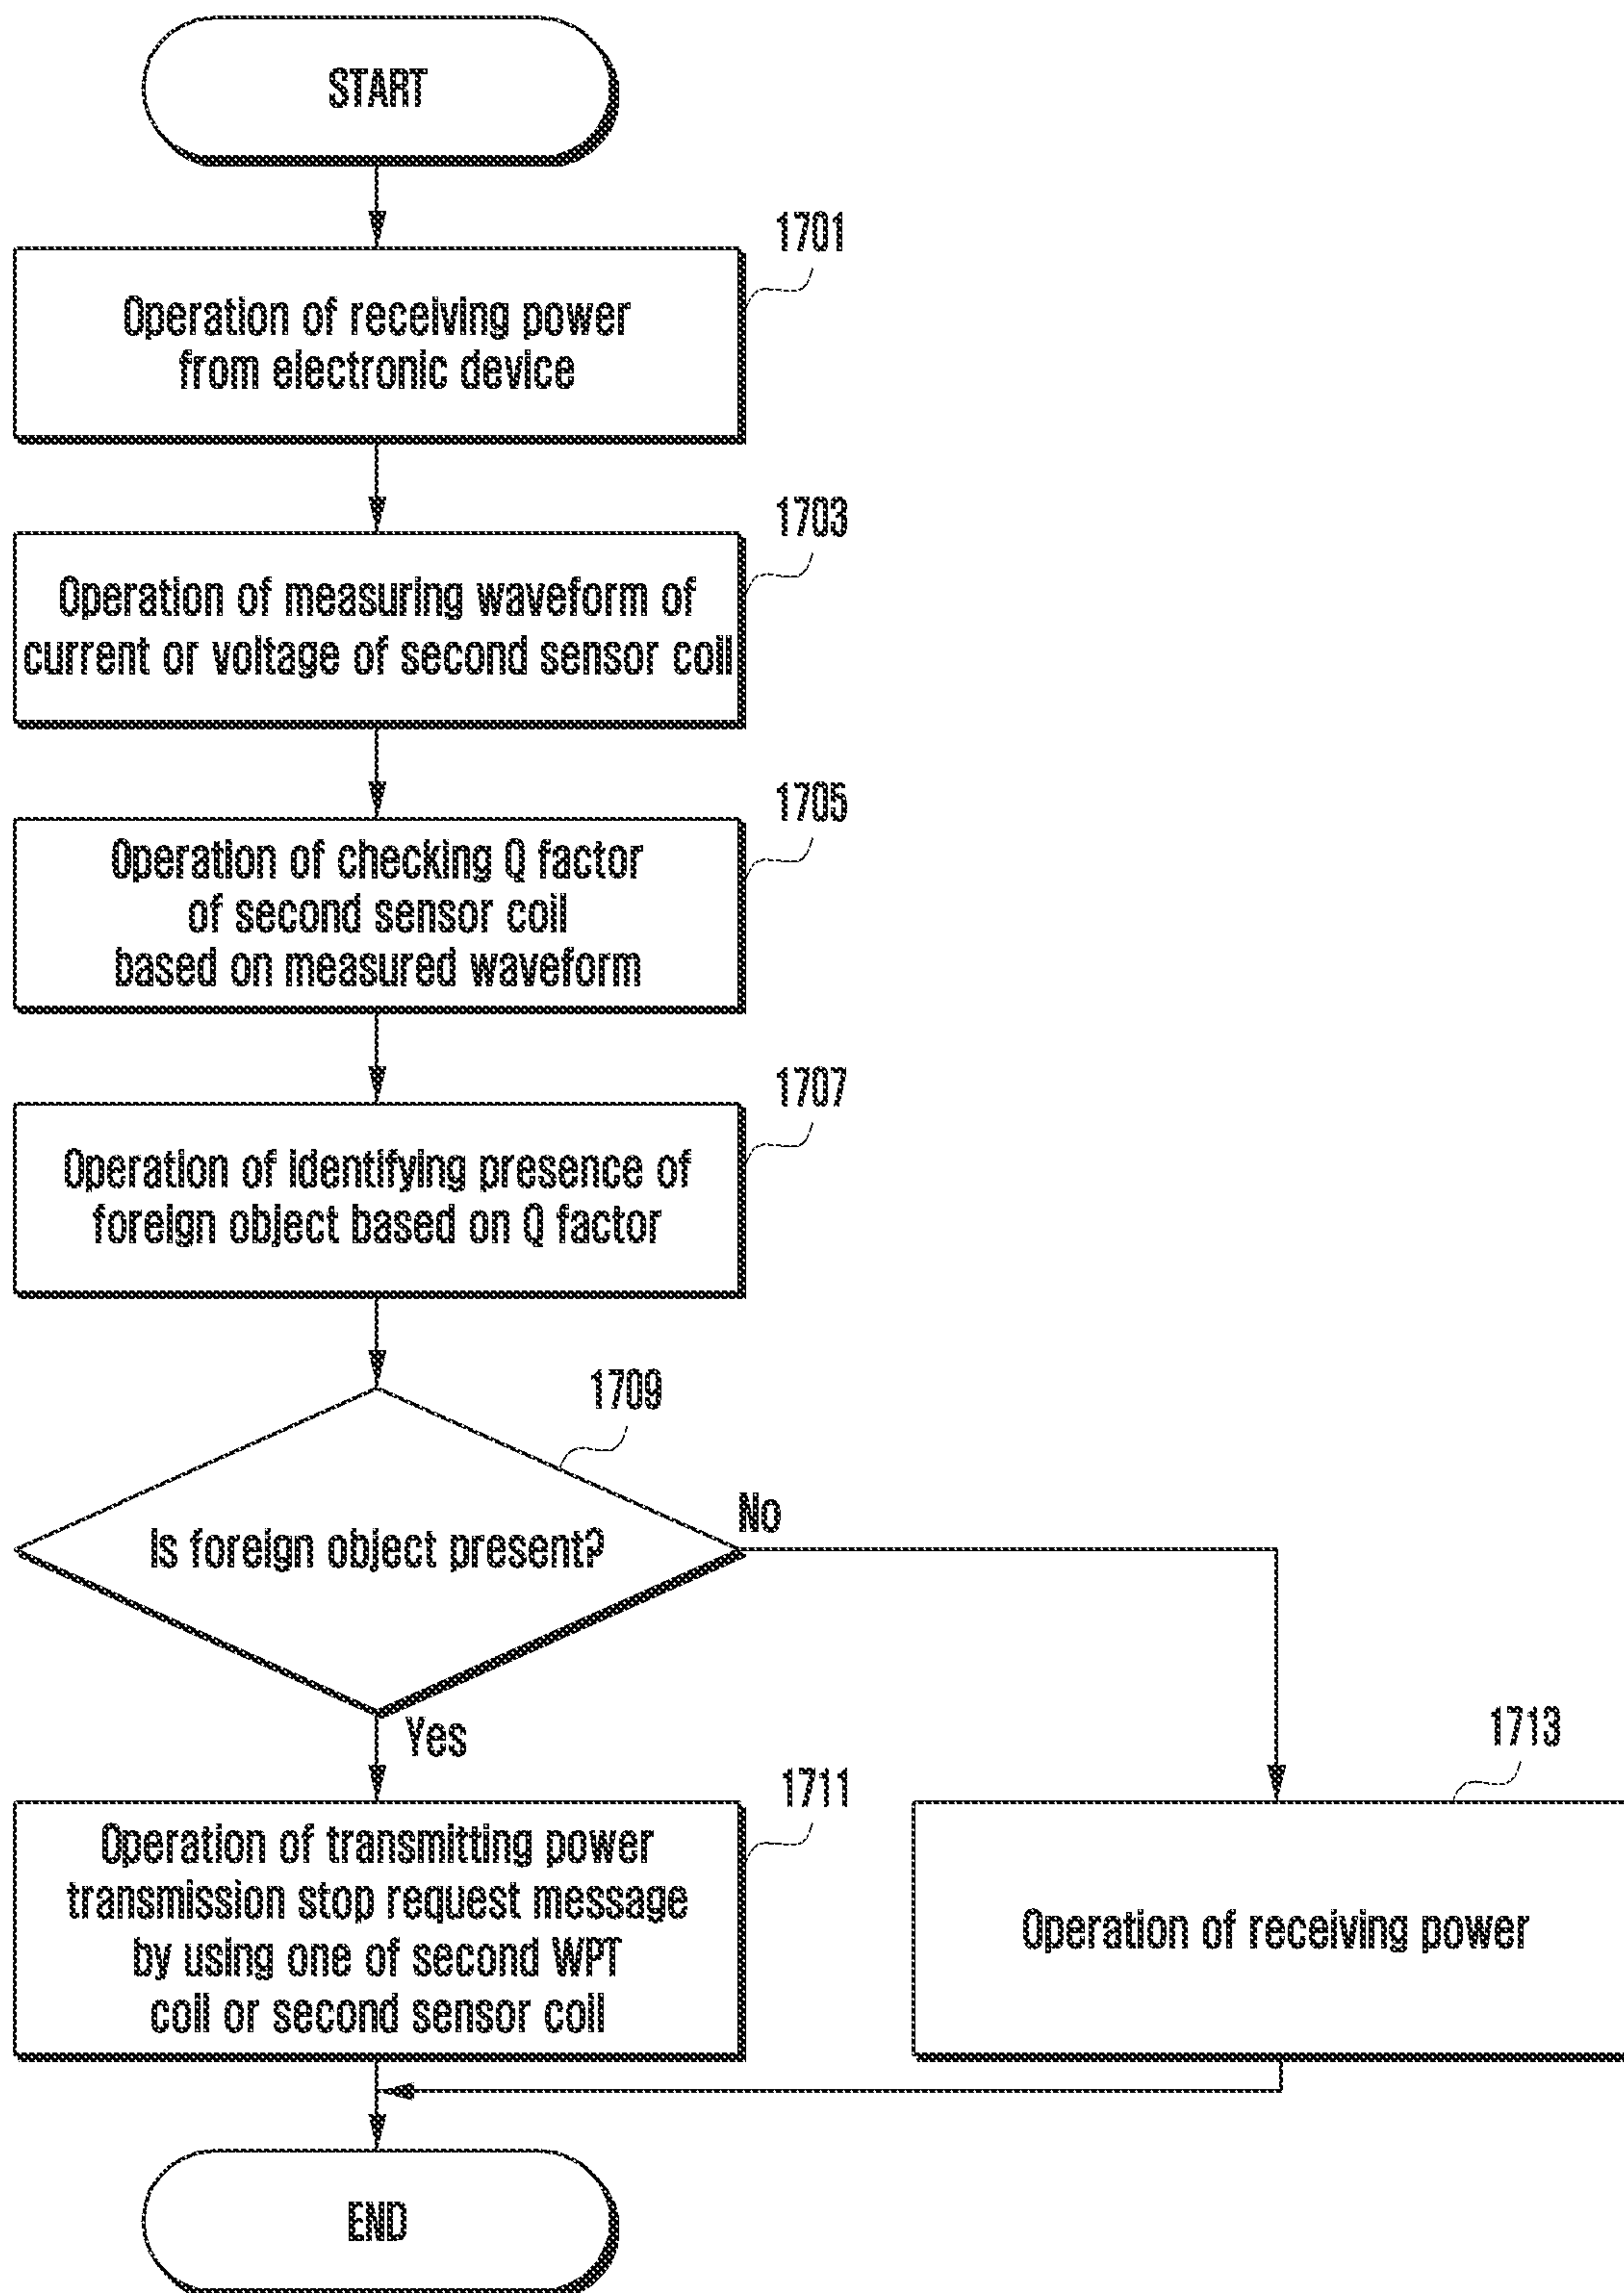 START
1701
Operation of receiving power
from electronic device
1703
Operation of measuring waveform of
current or voltage of second sensor coil
1705
Operation of checking Q factor
of second sensor coil
based on measured waveform
1707
Operation of identifying presence of
foreign object based on Q factor
1709
Is foreign object present?
No
Yes
1711
Operation of transmitting power
transmission stop request message
by using one of second WPT
coil or second sensor coil
1713
Operation of receiving power
END